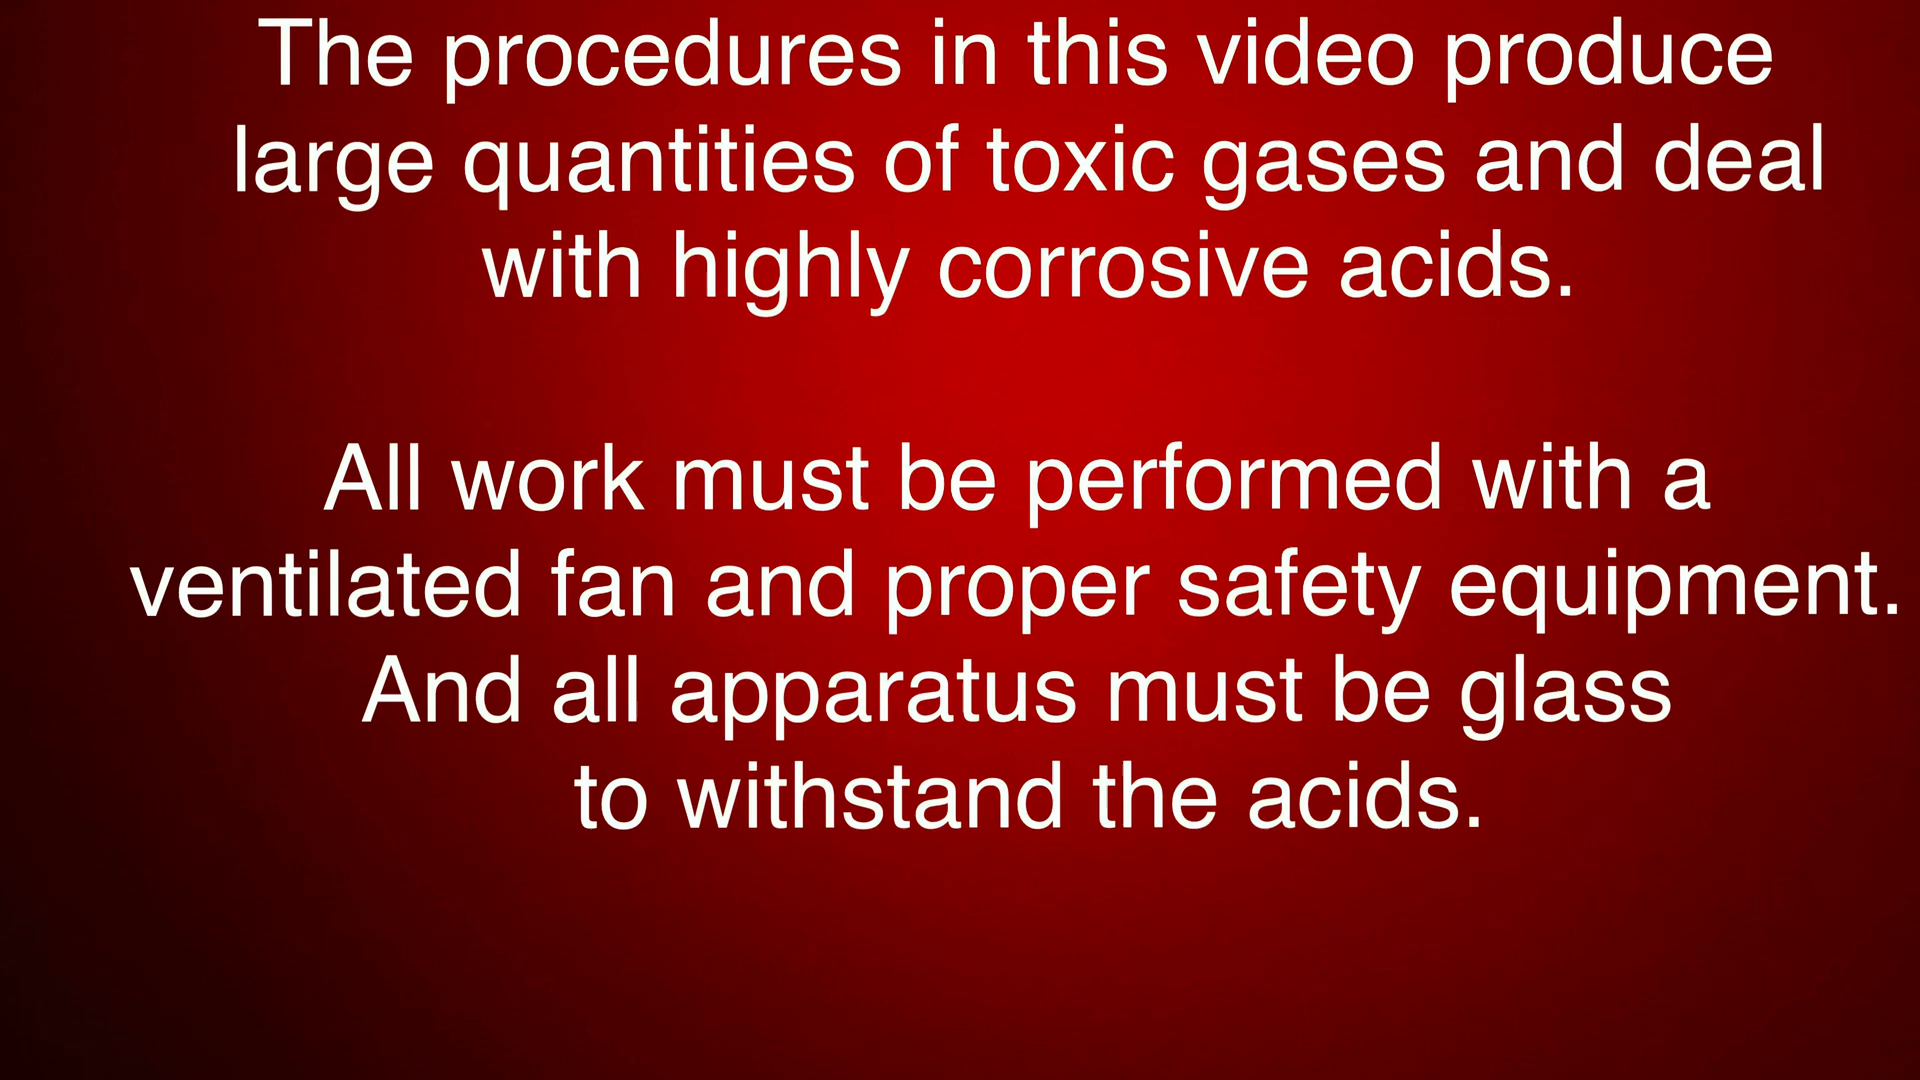 The procedures in this video produce
large quantities of toxic gases and deal
with highly corrosive acids.
All work must be performed with a
ventilated fan and proper safety equipment.
And all apparatus must be glass
to withstand the acids.